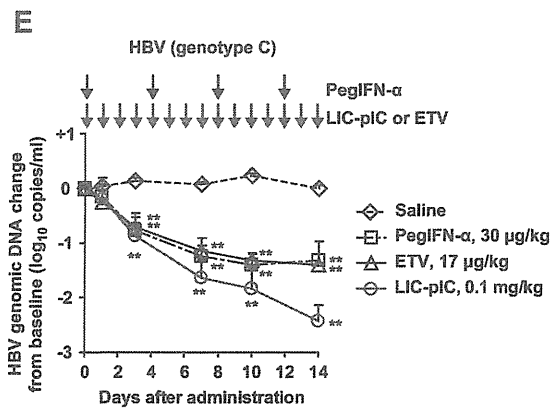 E
HBV (genotype C)
PegIFN-α
LIC-pIC or ETV
+1
0
-1
-2
-3
HBV genomic DNA change
from baseline (log10 copies/ml)
**
**
**
**
**
**
**
**
**
**
**
**
0 2 4 6 8 10 12 14
Days after administration
Saline
PegIFN-α, 30 μg/kg
ETV, 17 μg/kg
LIC-pIC, 0.1 mg/kg